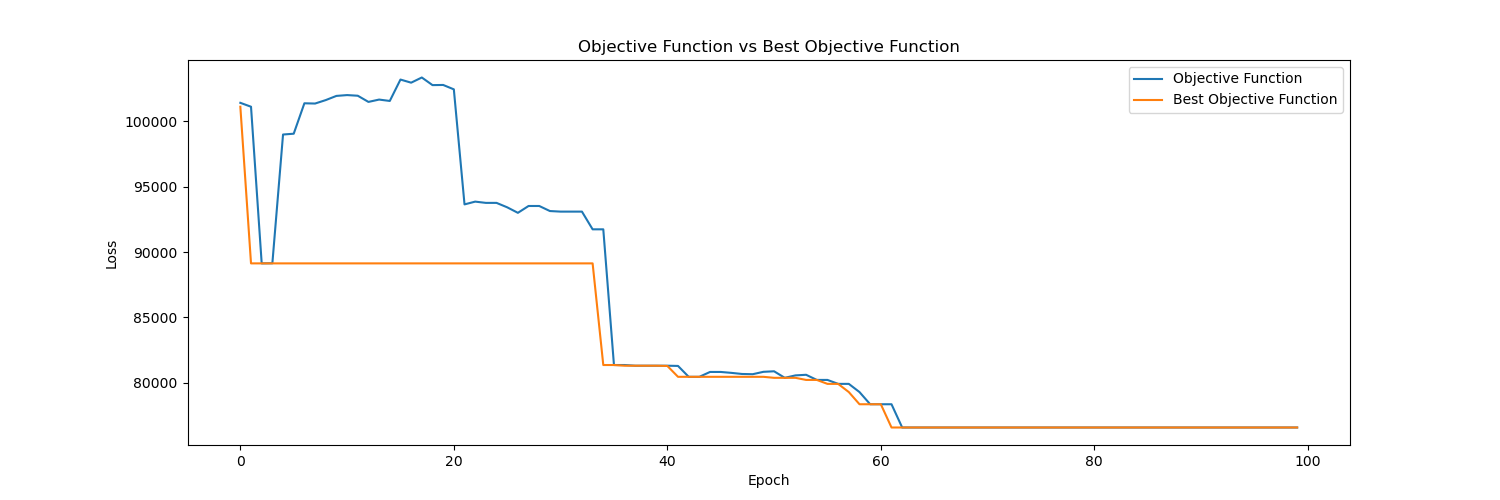 Objective Function vs Best Objective Function
Objective Function
Best Objective Function
Loss
100000
95000
90000
85000
80000
0 20 40 60 80 100
Epoch